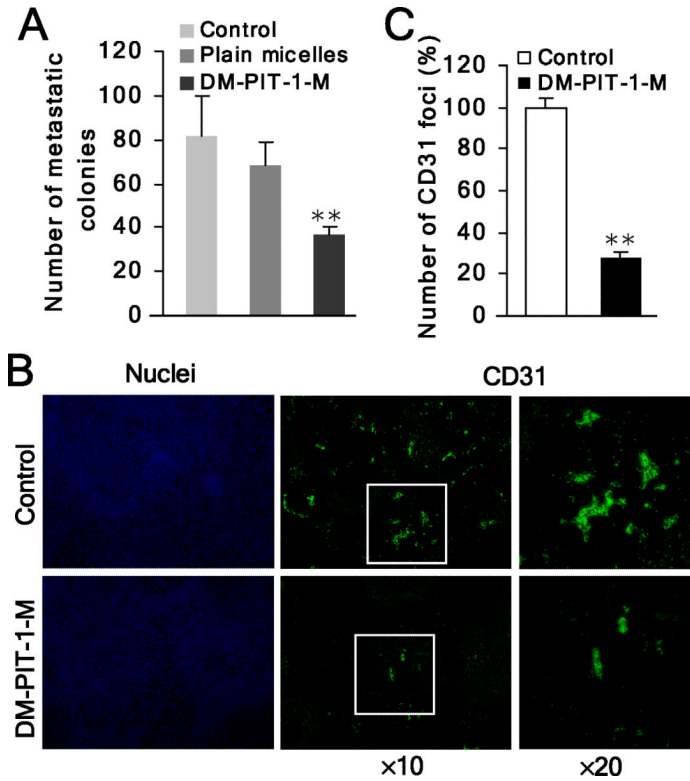 A
Control
Plain micelles
DM-PIT-1-M
Number of metastatic
colonies
120
100
80
60
40
20
0
**
C
Control
DM-PIT-1-M
Number of CD31 foci (%)
120
100
80
60
40
20
0
**
B
Nuclei
CD31
Control
DM-PIT-1-M
×10
×20